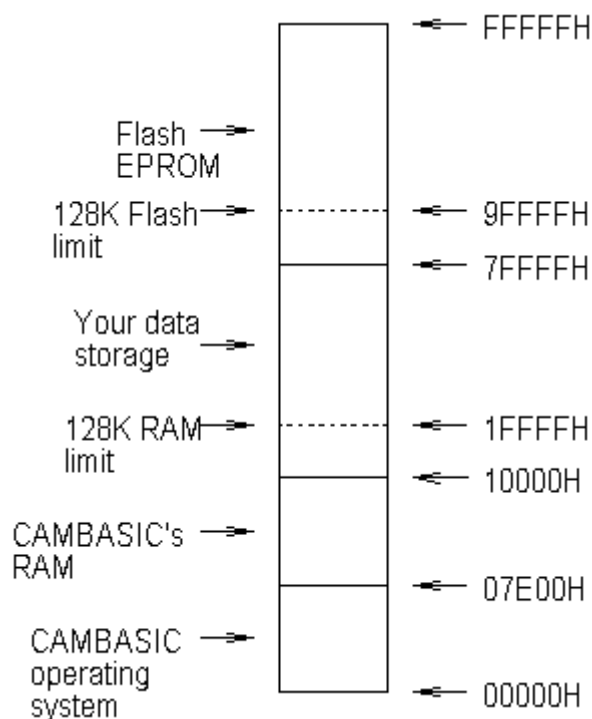 FFFFFH
Flash
EPROM
128K Flash
limit
9FFFFH
7FFFFH
Your data
storage
128K RAM
limit
1FFFFH
10000H
CAMBASIC's
RAM
07E00H
CAMBASIC
operating
system
00000H